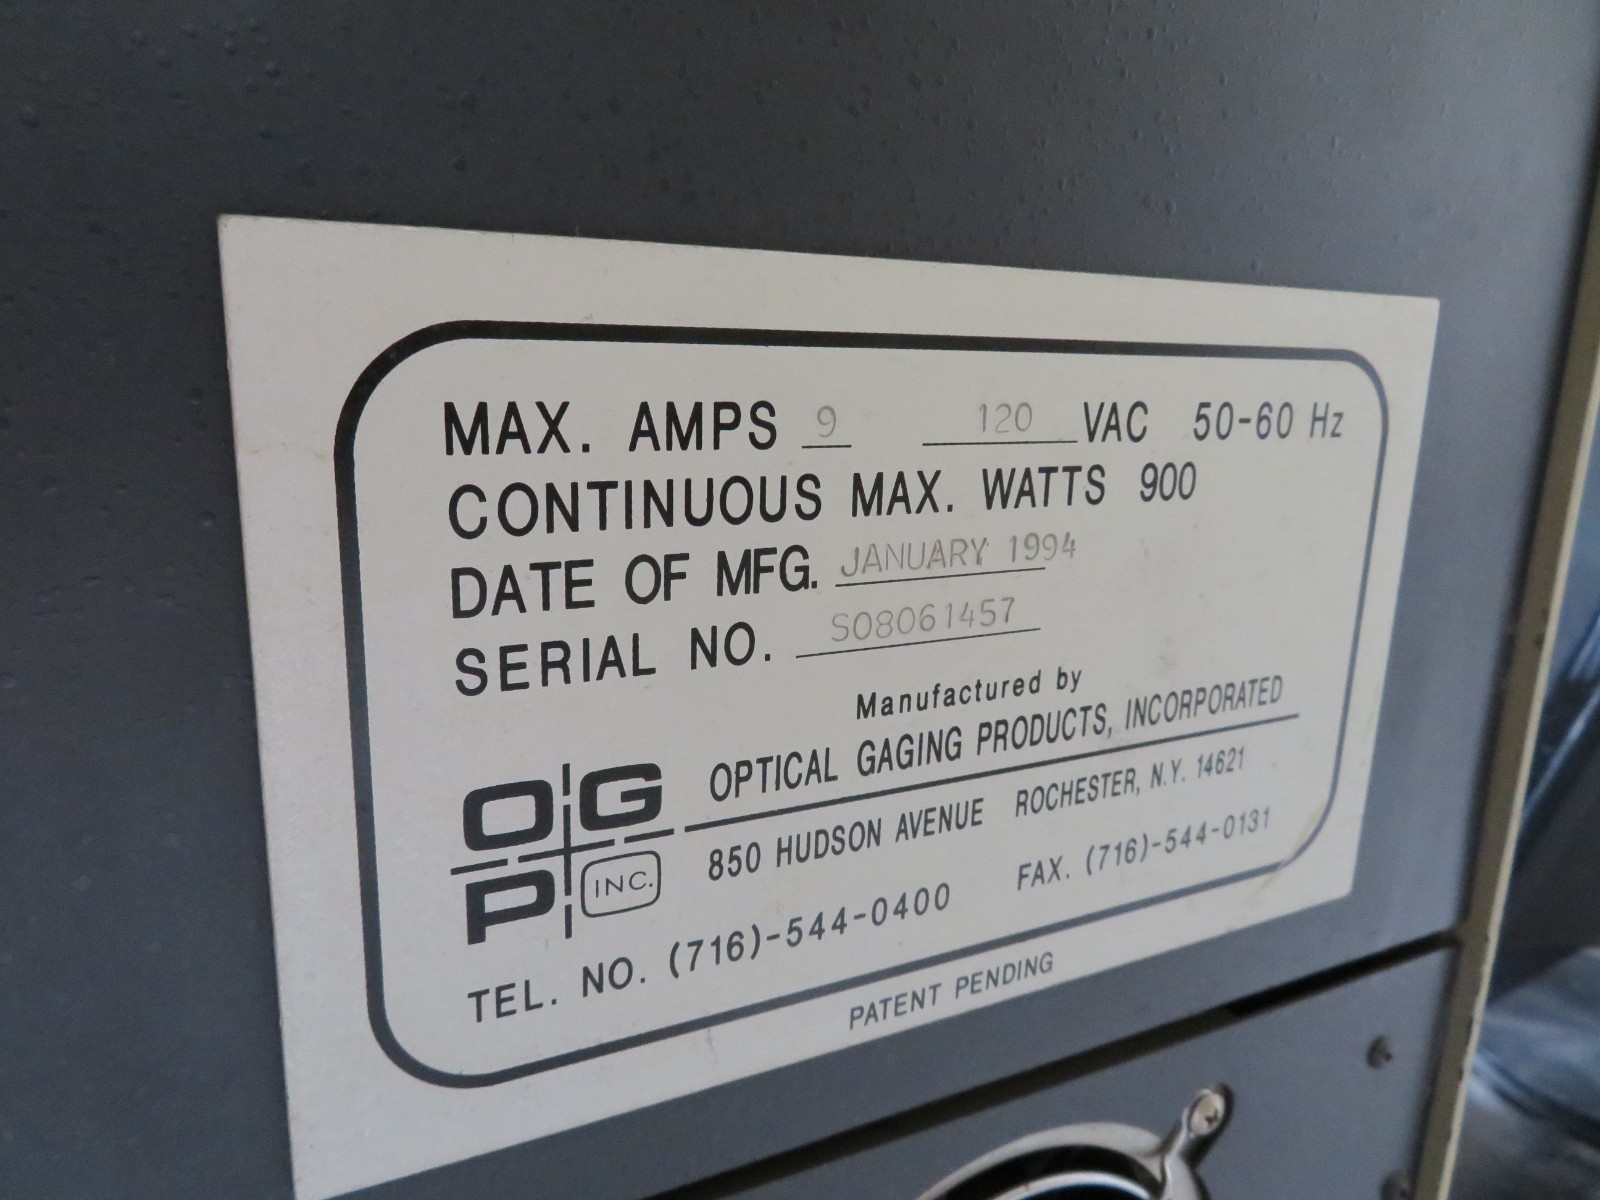 MAX. AMPS 9 120 VAC 50-60 Hz
CONTINUOUS MAX. WATTS 900
DATE OF MFG. JANUARY 1994
SERIAL NO. S08061457
Manufactured by
OPTICAL GAGING PRODUCTS, INCORPORATED
OGP INC.
850 HUDSON AVENUE ROCHESTER, N.Y. 14621
TEL. NO. (716)-544-0400 FAX. (716)-544-0131
PATENT PENDING